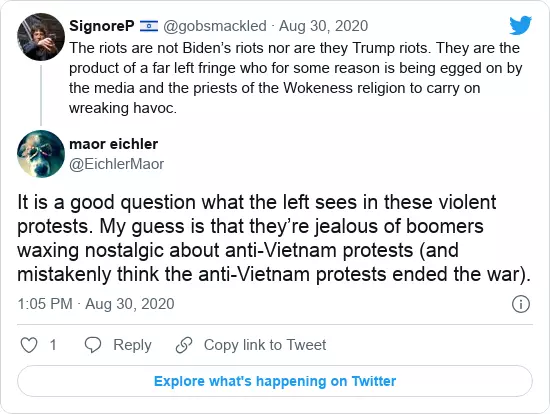 SignoreP 🇮🇱 @gobsmackled · Aug 30, 2020
The riots are not Biden’s riots nor are they Trump riots. They are the
product of a far left fringe who for some reason is being egged on by
the media and the priests of the Wokeness religion to carry on
wreaking havoc.
maor eichler
@EichlerMaor
It is a good question what the left sees in these violent
protests. My guess is that they’re jealous of boomers
waxing nostalgic about anti-Vietnam protests (and
mistakenly think the anti-Vietnam protests ended the war).
1:05 PM · Aug 30, 2020
1 Reply Copy link to Tweet
Explore what's happening on Twitter